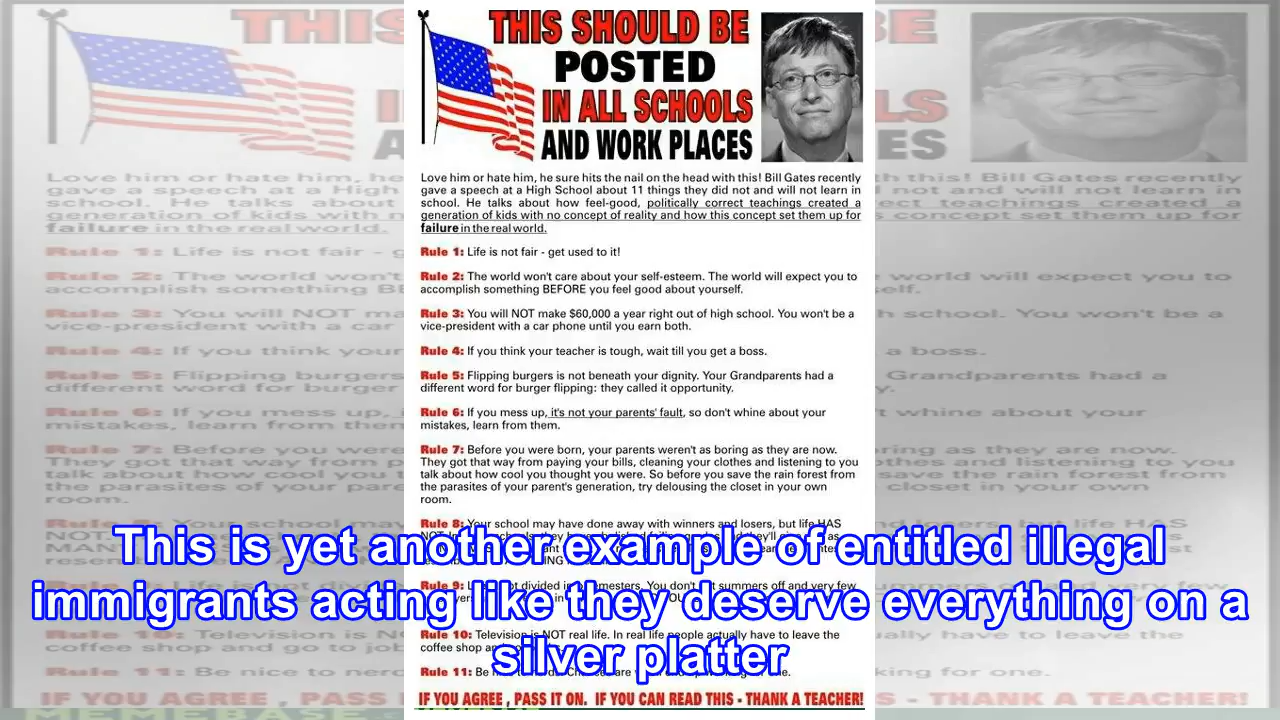 THIS SHOULD BE
POSTED
IN ALL SCHOOLS
AND WORK PLACES
Love him or hate him, he sure hits the nail on the head with this! Bill Gates recently
gave a speech at a High School about 11 things they did not and will not learn in
school. He talks about how feel-good, politically correct teachings created a
generation of kids with no concept of reality and how this concept set them up for
failure in the real world.
Rule 1: Life is not fair - get used to it!
Rule 2: The world won't care about your self-esteem. The world will expect you to
accomplish something BEFORE you feel good about yourself.
Rule 3: You will NOT make $60,000 a year right out of high school. You won't be a
vice-president with a car phone until you earn both.
Rule 4: If you think your teacher is tough, wait till you get a boss.
Rule 5: Flipping burgers is not beneath your dignity. Your Grandparents had a
different word for burger flipping: they called it opportunity.
Rule 6: If you mess up, it's not your parents' fault, so don't whine about your
mistakes, learn from them.
Rule 7: Before you were born, your parents weren't as boring as they are now.
They got that way from paying your bills, cleaning your clothes and listening to you
talk about how cool you thought you were. So before you save the rain forest from
the parasites of your parent's generation, try delousing the closet in your own
room.
Rule 8: Your school may have done away with winners and losers, but life HAS
This is yet another example of entitled illegal
immigrants acting like they deserve everything on a
silver platter
Rule 9: divided summers off and very few
Rule 10: Television is NOT real life. In real life people actually have to leave the
coffee shop
Rule 11: Be
IF YOU AGREE, PASS IT ON. IF YOU CAN READ THIS - THANK A TEACHER!